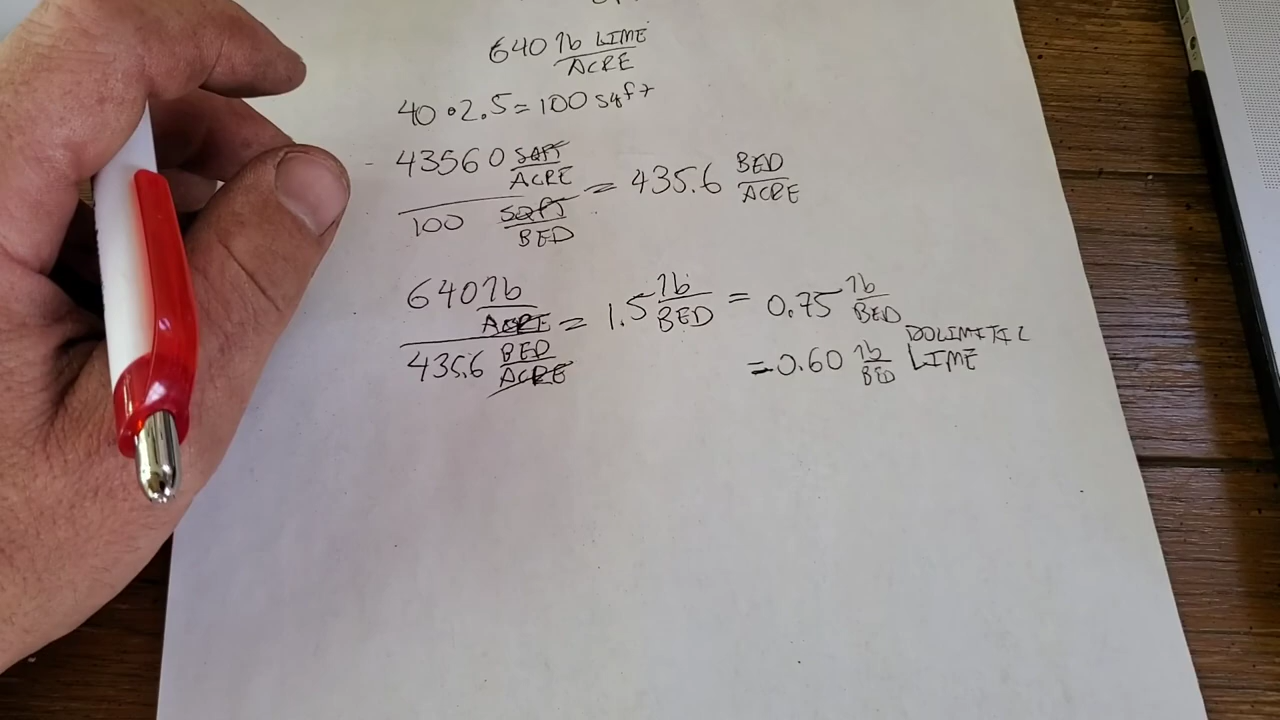 640 lb LIME / ACRE
40 • 2.5 = 100 sqft
43560 SQFT / ACRE
100 SQFT / BED
= 435.6 BED / ACRE
640 lb / ACRE
435.6 BED / ACRE
= 1.5 lb / BED = 0.75 lb / BED
= 0.60 lb / BED DOLIMITIC LIME